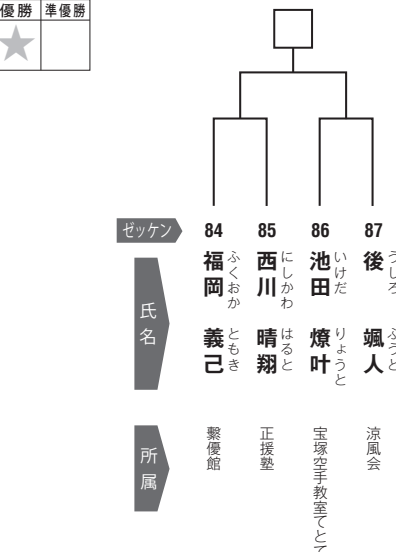 優勝 準優勝
ゼッケン 84 85 86 87
氏名
福岡 義己
ふくおか ともき
西川 晴翔
にしかわ はると
池田 燎叶
いけだ りょうと
後 颯人
うしろ ふうと
所属
繋優館
正援塾
宝塚空手教室てとて
涼風会